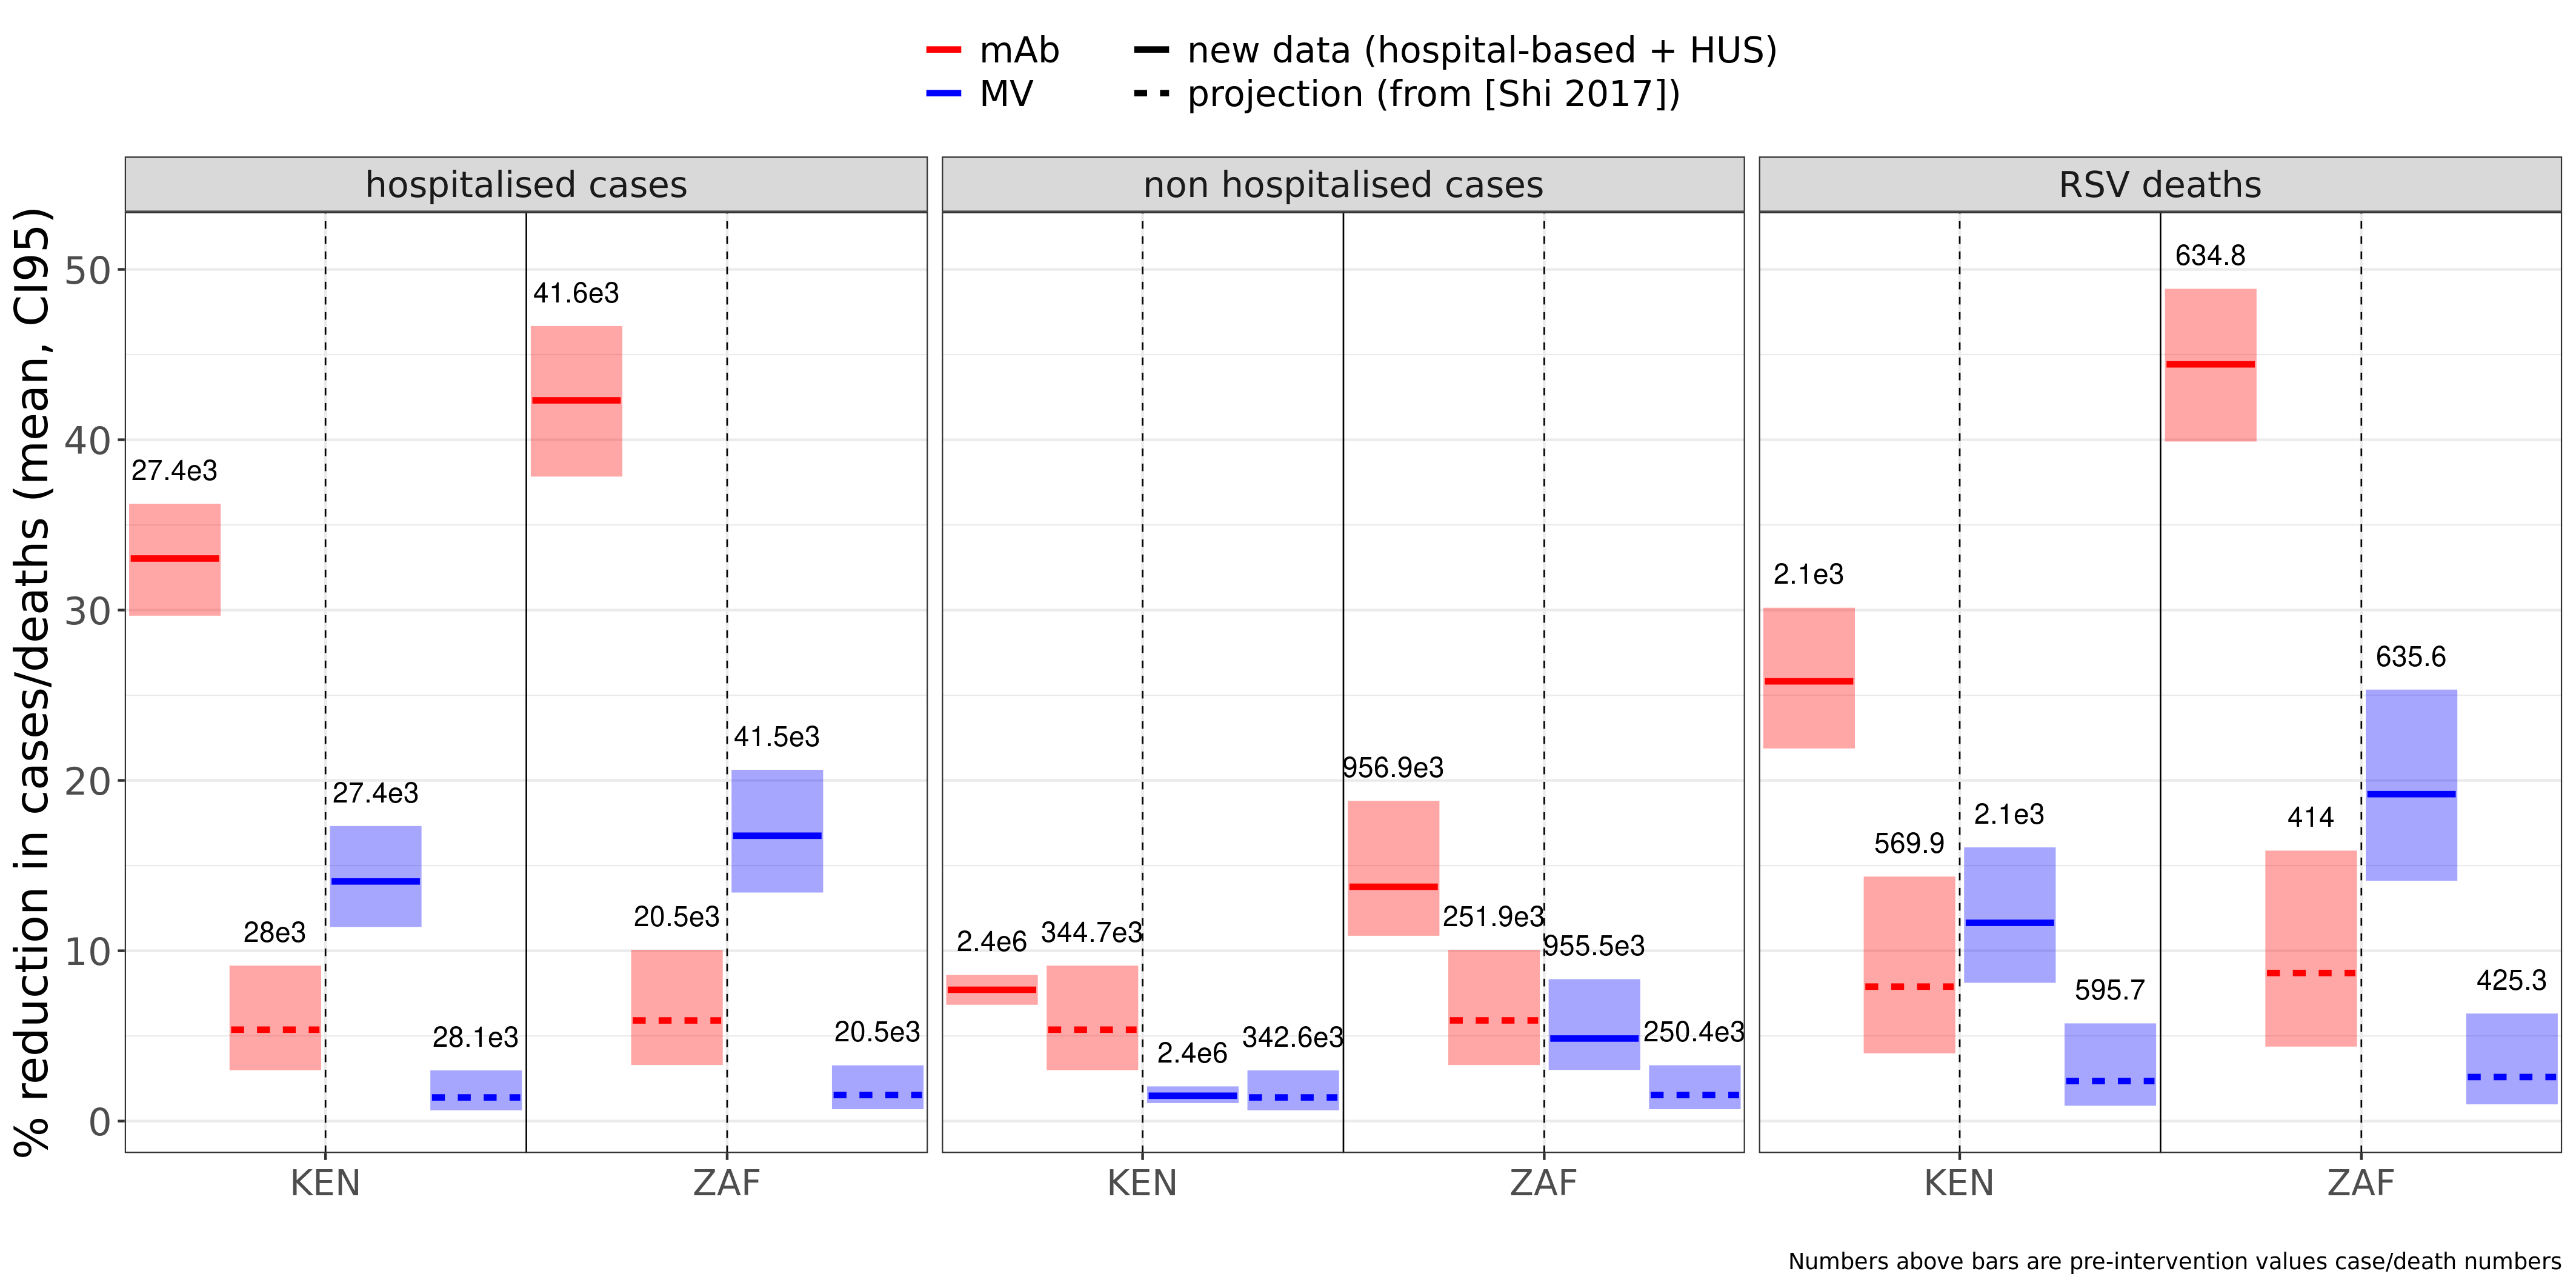 mAb
MV
new data (hospital-based + HUS)
projection (from [Shi 2017])
% reduction in cases/deaths (mean, CI95)
50
40
30
20
10
0
hospitalised cases
27.4e3
28e3
27.4e3
28.1e3
41.6e3
20.5e3
41.5e3
20.5e3
KEN
ZAF
non hospitalised cases
2.4e6
344.7e3
2.4e6
342.6e3
956.9e3
251.9e3
955.5e3
250.4e3
KEN
ZAF
RSV deaths
2.1e3
569.9
2.1e3
595.7
634.8
414
635.6
425.3
KEN
ZAF
Numbers above bars are pre-intervention values case/death numbers